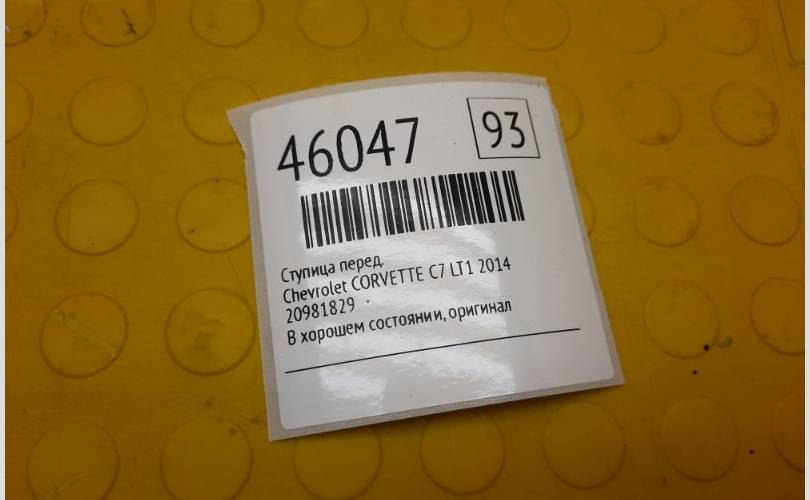 46047
93
Ступица перед.
Chevrolet CORVETTE C7 LT1 2014
20981829
В хорошем состоянии, оригинал